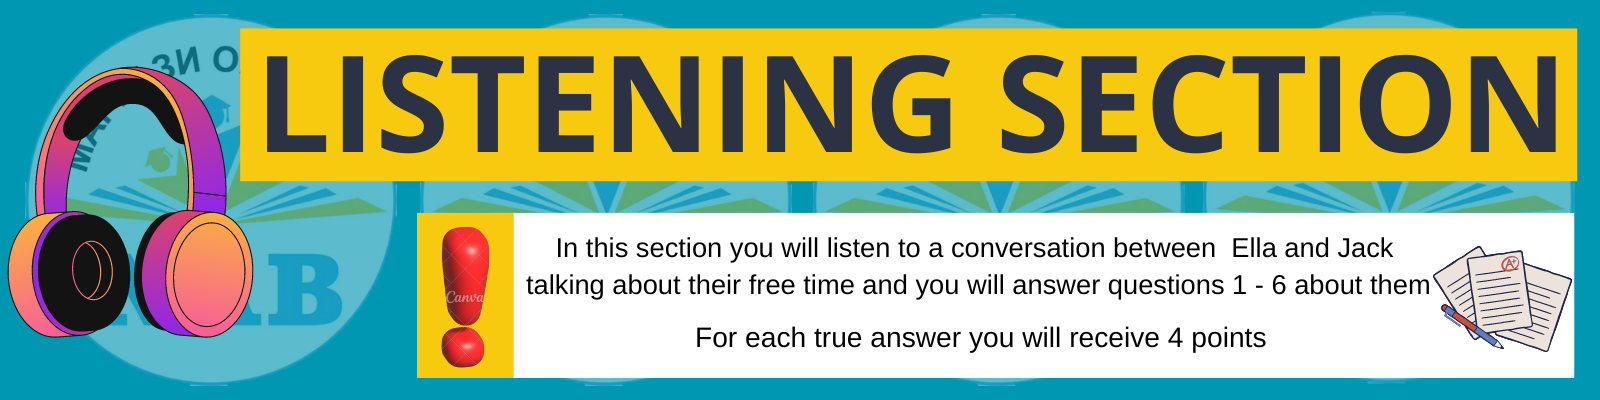 LISTENING SECTION
In this section you will listen to a conversation between  Ella and Jack
talking about their free time and you will answer questions 1 - 6 about them
For each true answer you will receive 4 points
Canva
A+